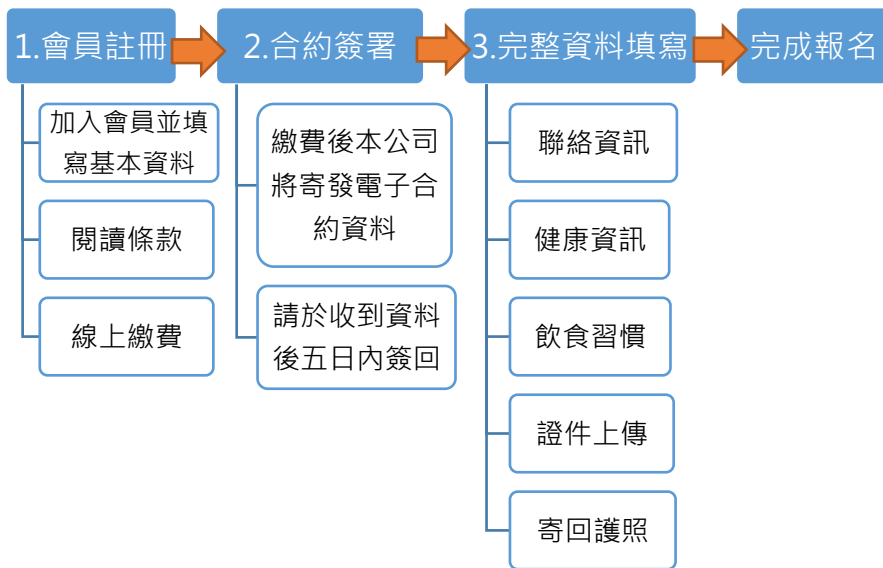 1.會員註冊
2.合約簽署
3.完整資料填寫
完成報名
加入會員並填
寫基本資料
閱讀條款
線上繳費
繳費後本公司
將寄發電子合
約資料
請於收到資料
後五日內簽回
聯絡資訊
健康資訊
飲食習慣
證件上傳
寄回護照